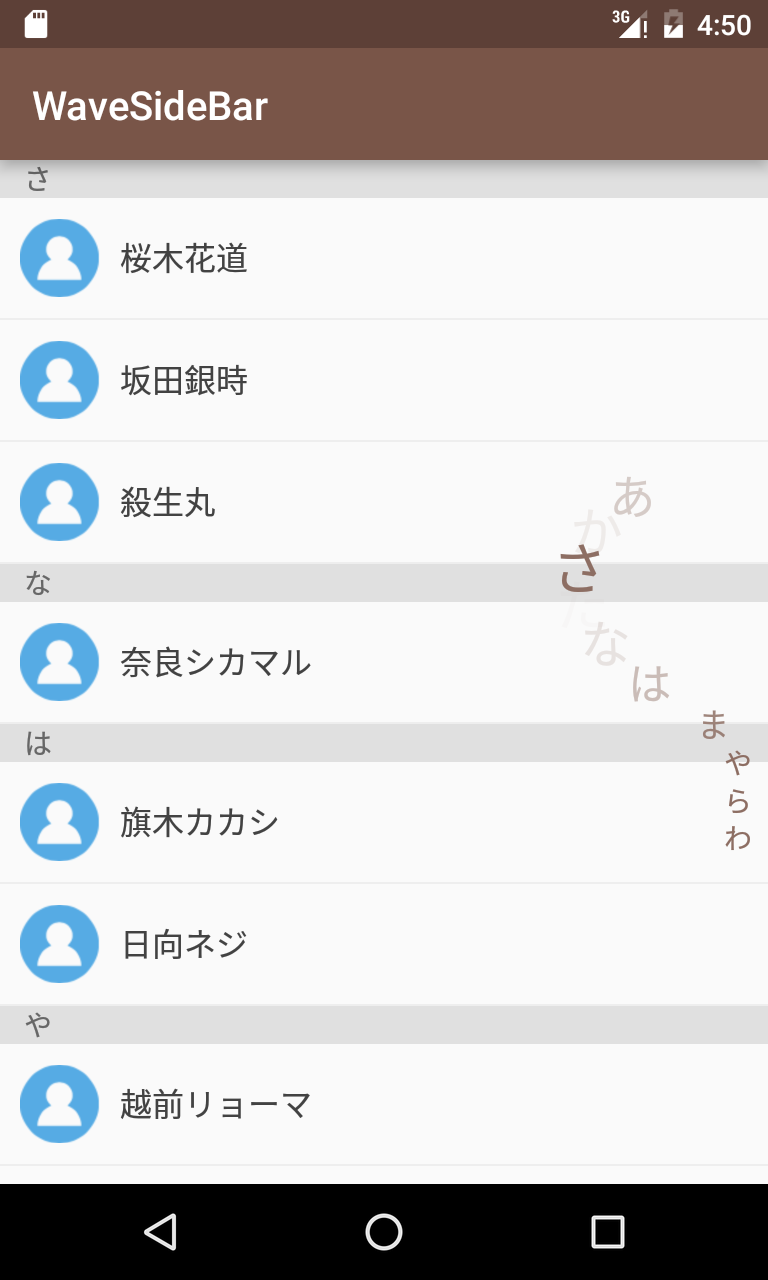 3G 4:50
WaveSideBar
さ
桜木花道
坂田銀時
殺生丸
な
奈良シカマル
は
旗木カカシ
日向ネジ
や
越前リョーマ
あ
か
さ
た
な
は
ま
や
ら
わ